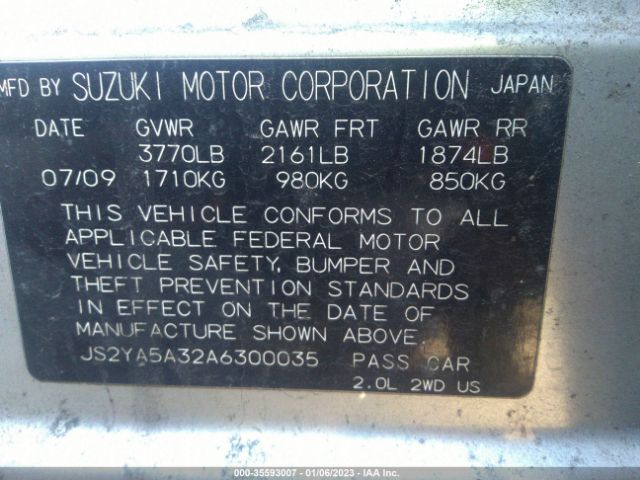 MFD BY SUZUKI MOTOR CORPORATION JAPAN
DATE GVWR GAWR FRT GAWR RR
3770LB 2161LB 1874LB
07/09 1710KG 980KG 850KG
THIS VEHICLE CONFORMS TO ALL
APPLICABLE FEDERAL MOTOR
VEHICLE SAFETY, BUMPER AND
THEFT PREVENTION STANDARDS
IN EFFECT ON THE DATE OF
MANUFACTURE SHOWN ABOVE.
JS2YA5A32A6300035 PASS CAR
2.0L 2WD US
000-35593007 - 01/06/2023 - IAA Inc.